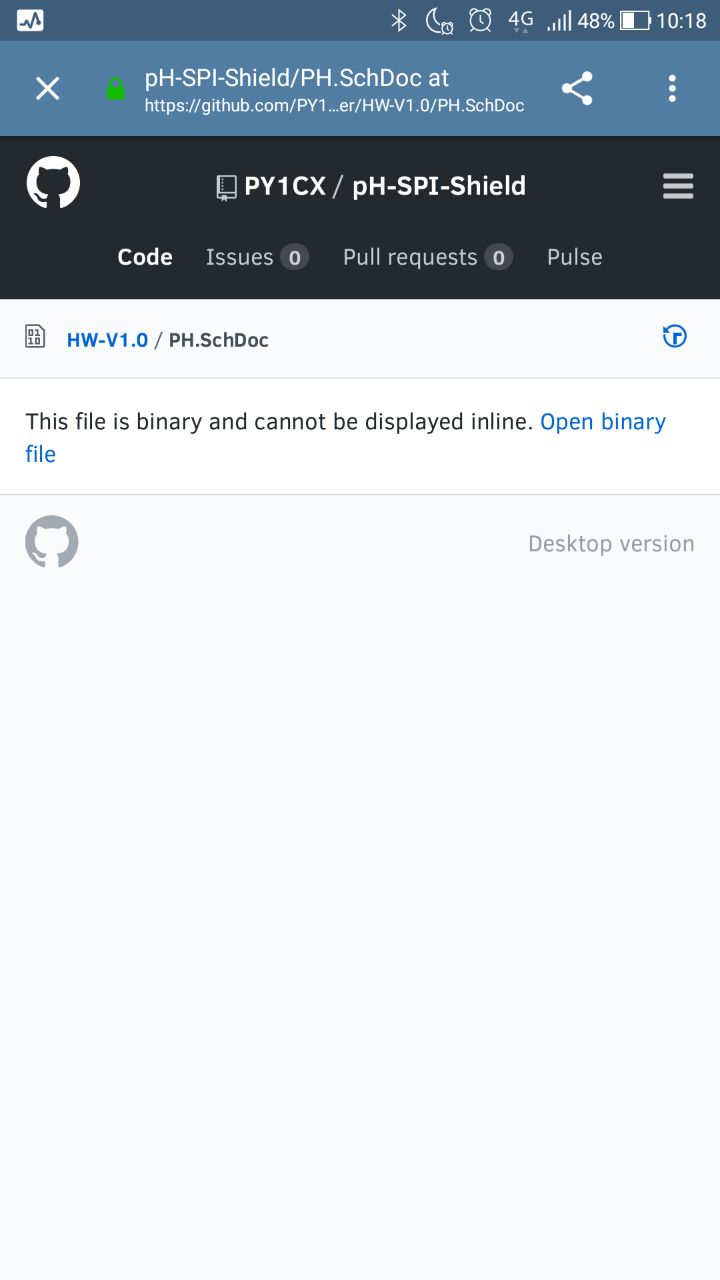 4G 48% 10:18
pH-SPI-Shield/PH.SchDoc at
https://github.com/PY1...er/HW-V1.0/PH.SchDoc
PY1CX / pH-SPI-Shield
Code Issues 0 Pull requests 0 Pulse
HW-V1.0 / PH.SchDoc
This file is binary and cannot be displayed inline. Open binary
file
Desktop version